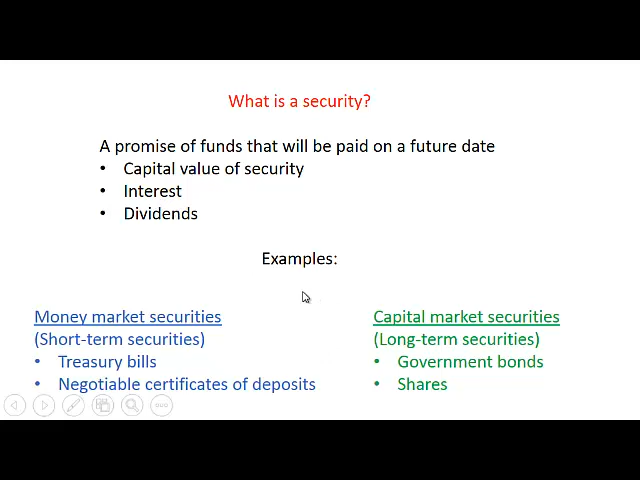 What is a security?
A promise of funds that will be paid on a future date
• Capital value of security
• Interest
• Dividends
Examples:
Money market securities
(Short-term securities)
• Treasury bills
• Negotiable certificates of deposits
Capital market securities
(Long-term securities)
• Government bonds
• Shares